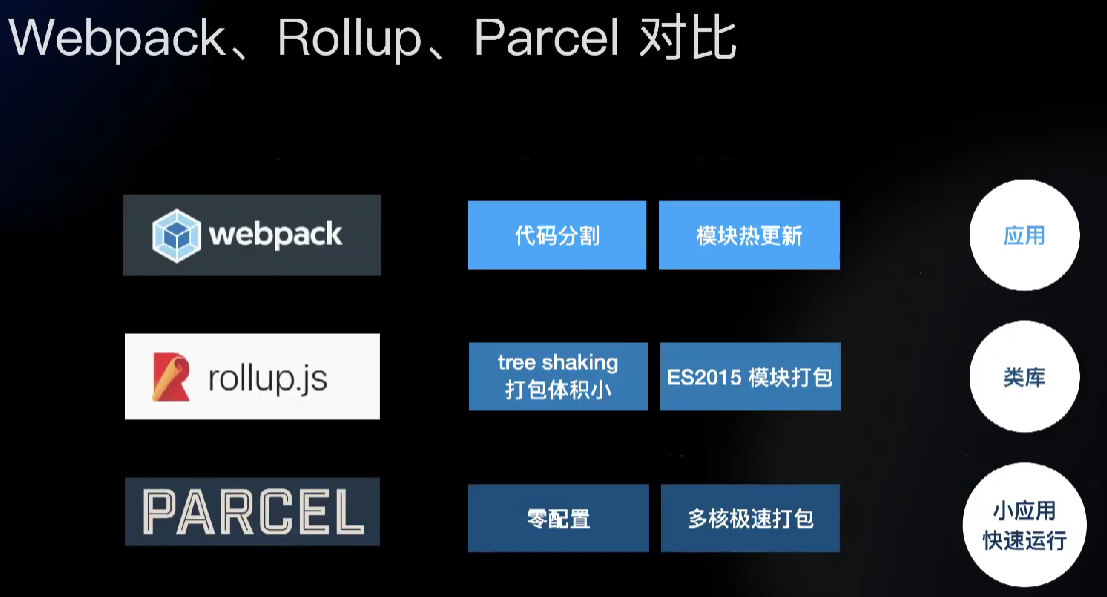 Webpack、Rollup、Parcel 对比
webpack
代码分割
模块热更新
应用
rollup.js
tree shaking
打包体积小
ES2015 模块打包
类库
PARCEL
零配置
多核极速打包
小应用
快速运行